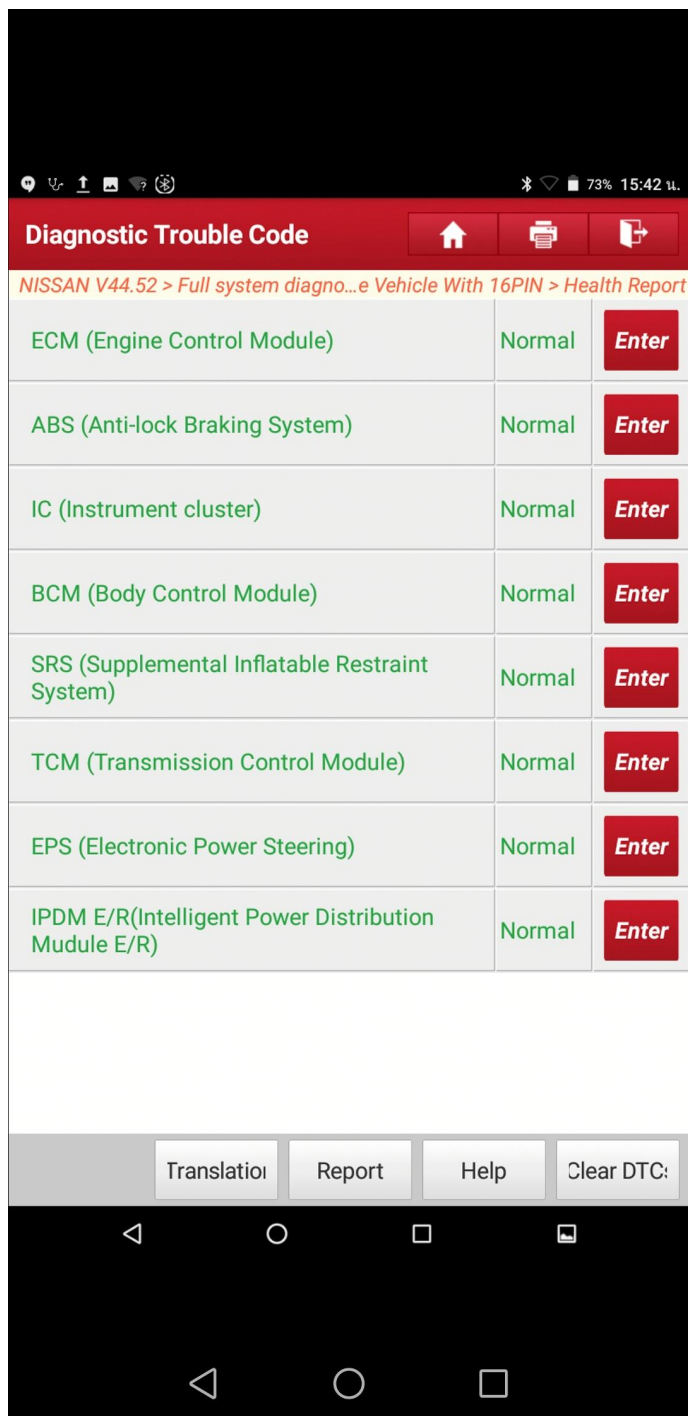 73% 15:42 น.
Diagnostic Trouble Code
NISSAN V44.52 > Full system diagno...e Vehicle With 16PIN > Health Report
ECM (Engine Control Module) Normal Enter
ABS (Anti-lock Braking System) Normal Enter
IC (Instrument cluster) Normal Enter
BCM (Body Control Module) Normal Enter
SRS (Supplemental Inflatable Restraint
System) Normal Enter
TCM (Transmission Control Module) Normal Enter
EPS (Electronic Power Steering) Normal Enter
IPDM E/R(Intelligent Power Distribution
Mudule E/R) Normal Enter
Translatior Report Help Clear DTCs